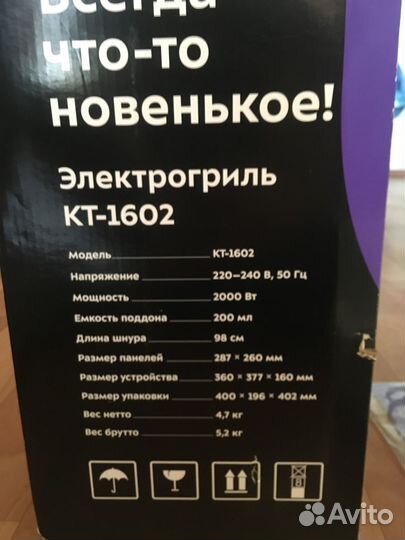 Всегда
что-то
новенькое!
Электрогриль
КТ-1602
Модель КТ-1602
Напряжение 220–240 В, 50 Гц
Мощность 2000 Вт
Емкость поддона 200 мл
Длина шнура 98 см
Размер панелей 287 × 260 мм
Размер устройства 360 × 377 × 160 мм
Размер упаковки 400 × 196 × 402 мм
Вес нетто 4,7 кг
Вес брутто 5,2 кг
8
Avito